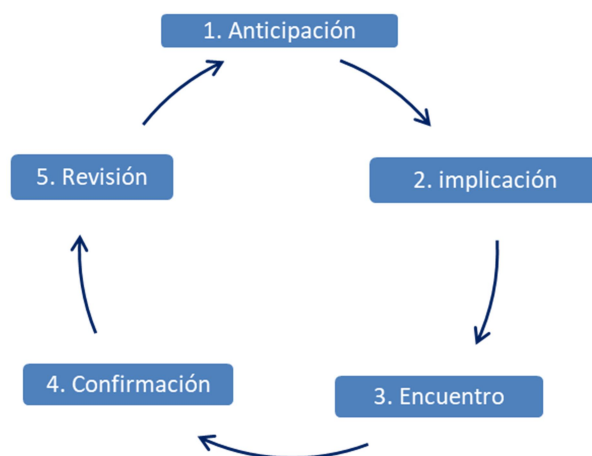 1. Anticipación
2. implicación
3. Encuentro
4. Confirmación
5. Revisión